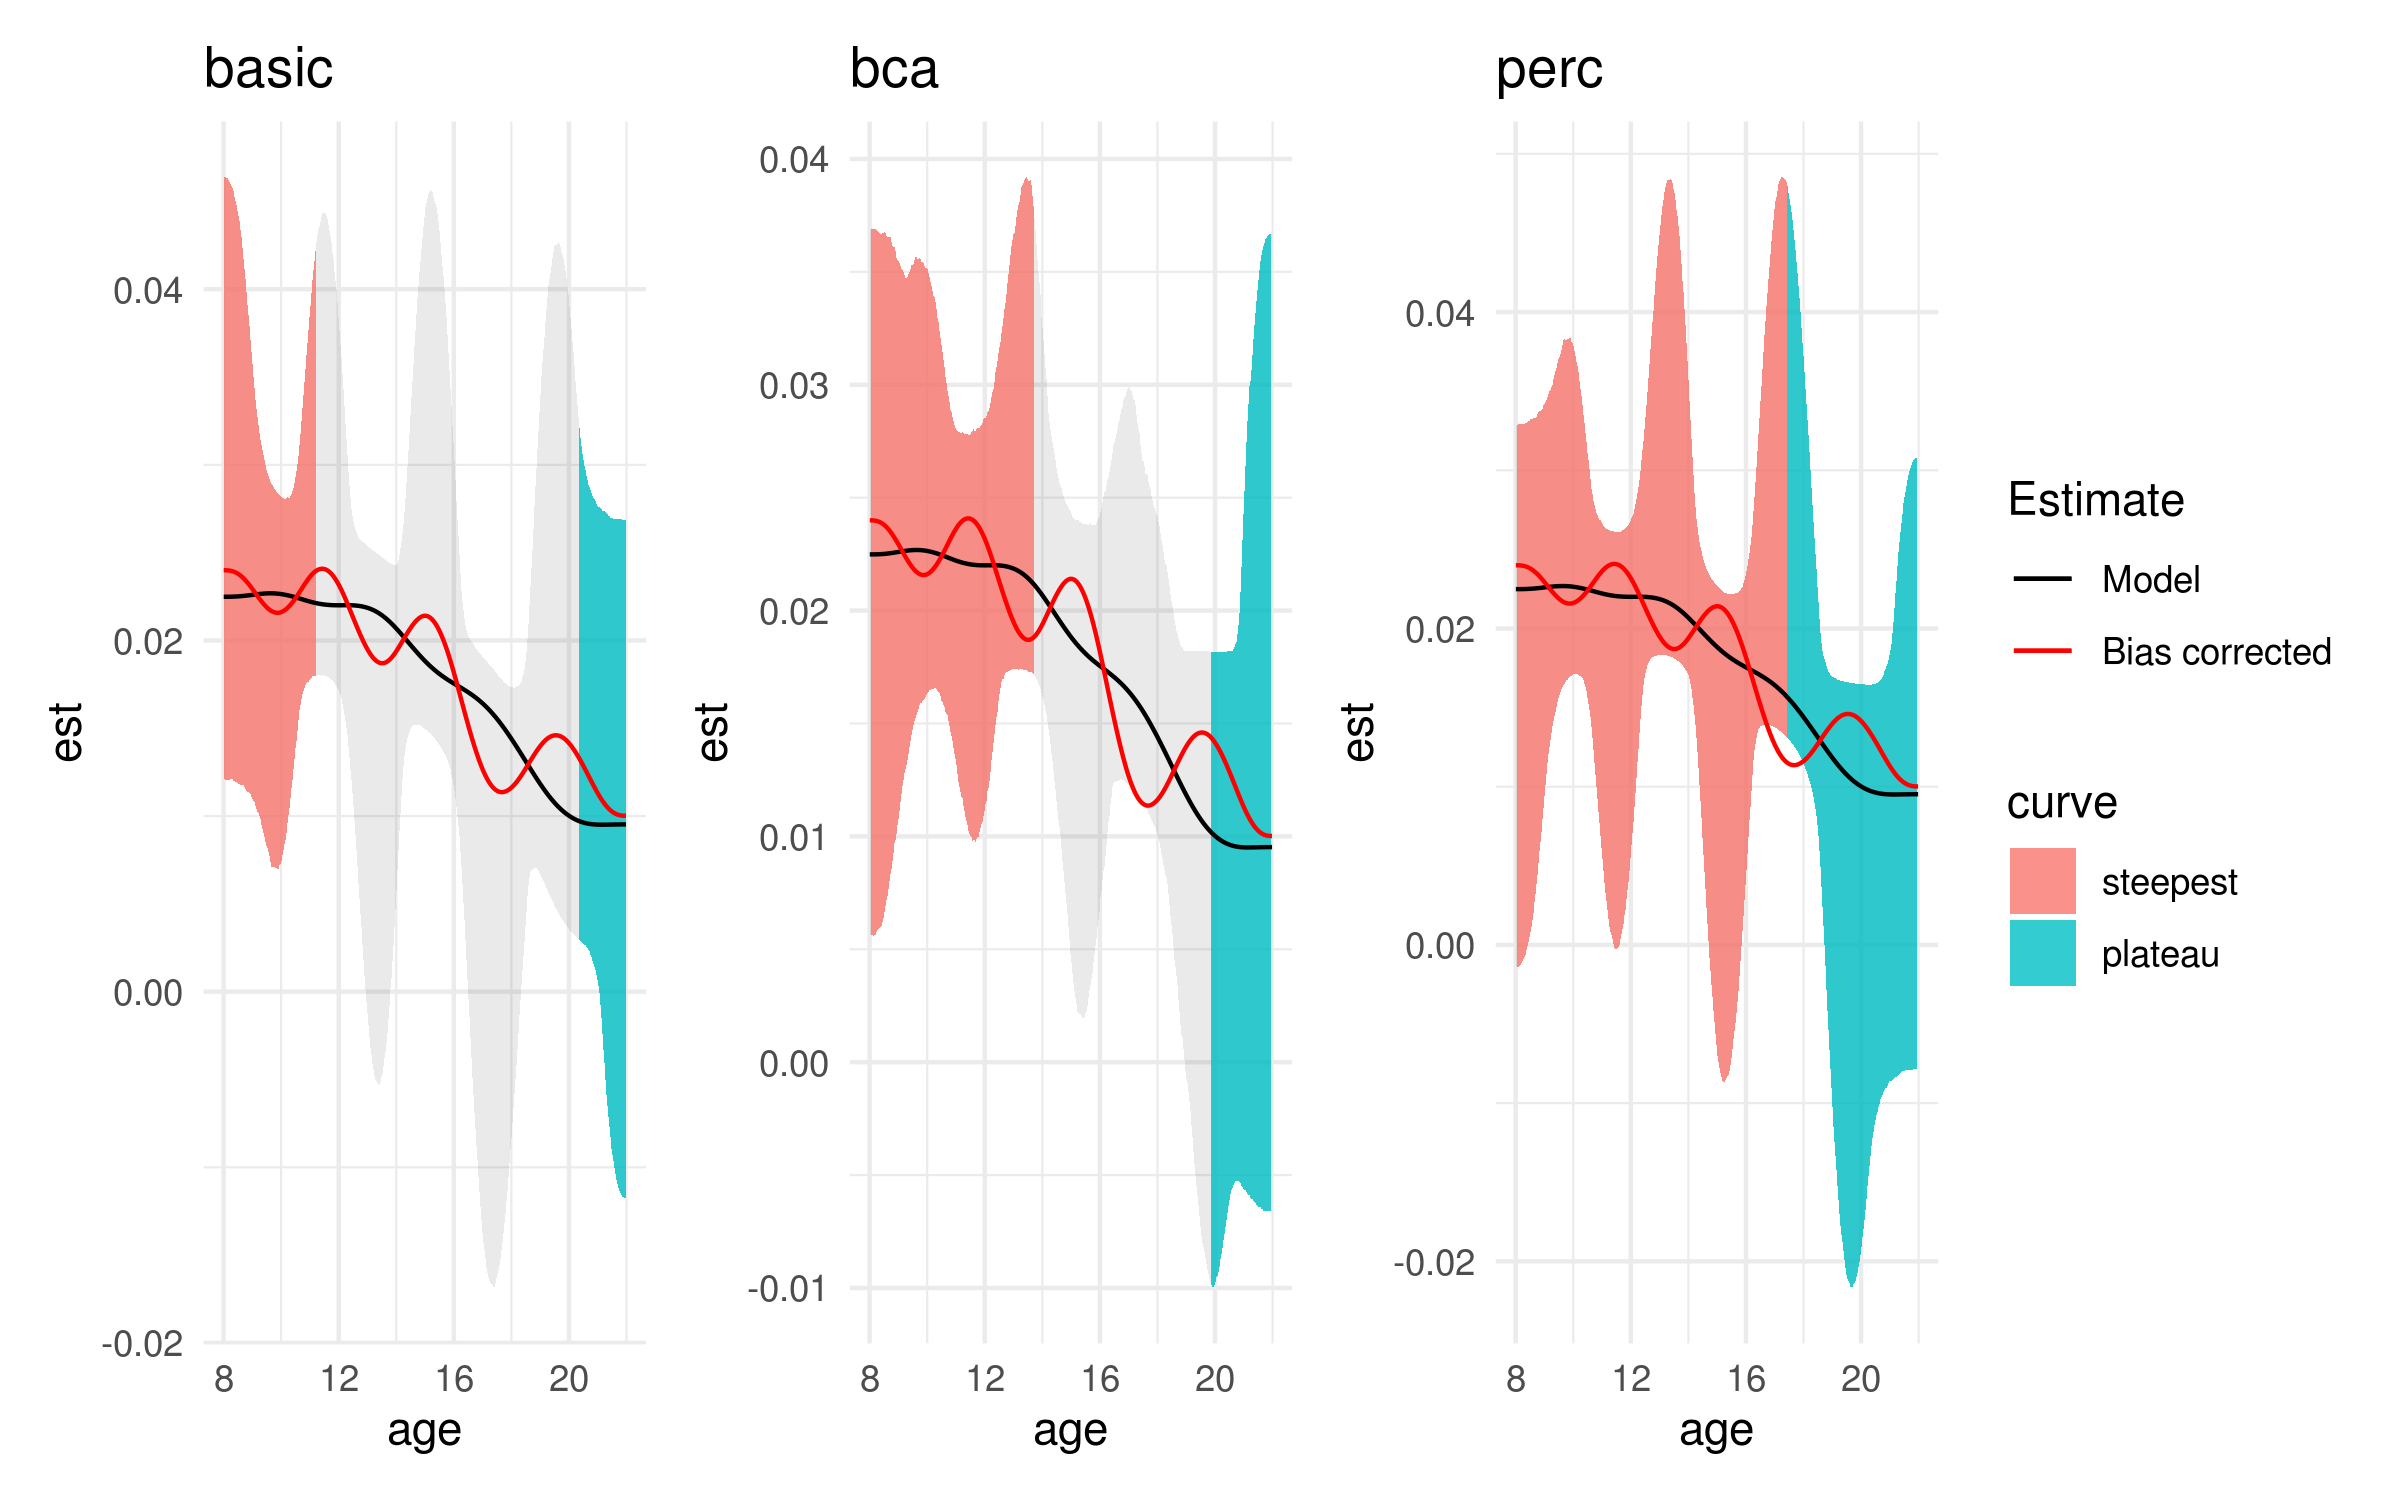 basic
bca
perc
0.04
0.02
0.00
-0.02
est
8 12 16 20
age
0.04
0.03
0.02
0.01
0.00
-0.01
est
8 12 16 20
age
0.04
0.02
0.00
-0.02
est
8 12 16 20
age
Estimate
Model
Bias corrected
curve
steepest
plateau